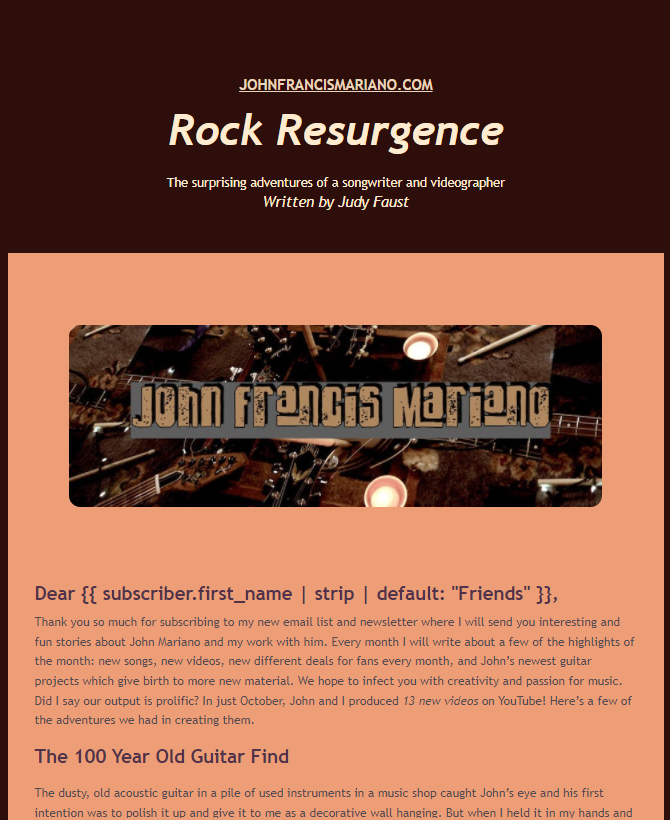 JOHNFRANCISMARIANO.COM
Rock Resurgence
The surprising adventures of a songwriter and videographer
Written by Judy Faust
John Francis Mariano
Dear {{ subscriber.first_name | strip | default: "Friends" }},
Thank you so much for subscribing to my new email list and newsletter where I will send you interesting and
fun stories about John Mariano and my work with him. Every month I will write about a few of the highlights of
the month: new songs, new videos, new different deals for fans every month, and John’s newest guitar
projects which give birth to more new material. We hope to infect you with creativity and passion for music.
Did I say our output is prolific? In just October, John and I produced 13 new videos on YouTube! Here’s a few of
the adventures we had in creating them.
The 100 Year Old Guitar Find
The dusty, old acoustic guitar in a pile of used instruments in a music shop caught John’s eye and his first
intention was to polish it up and give it to me as a decorative wall hanging. But when I held it in my hands and